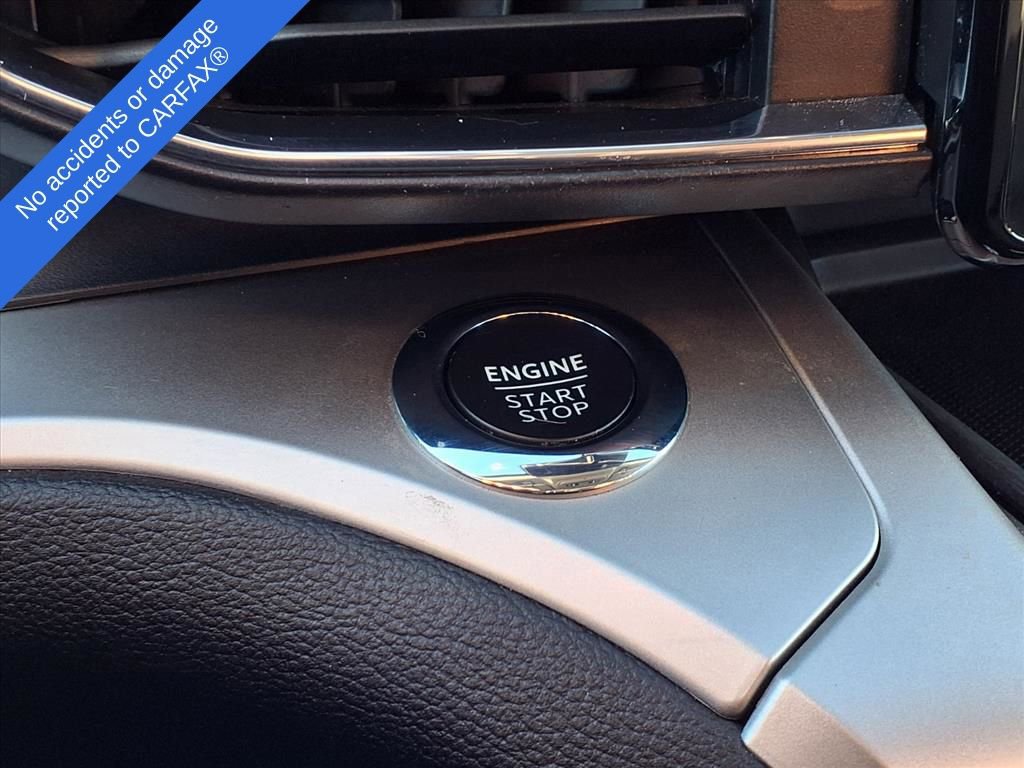 No accidents or damage
reported to CARFAX®
ENGINE
START
STOP